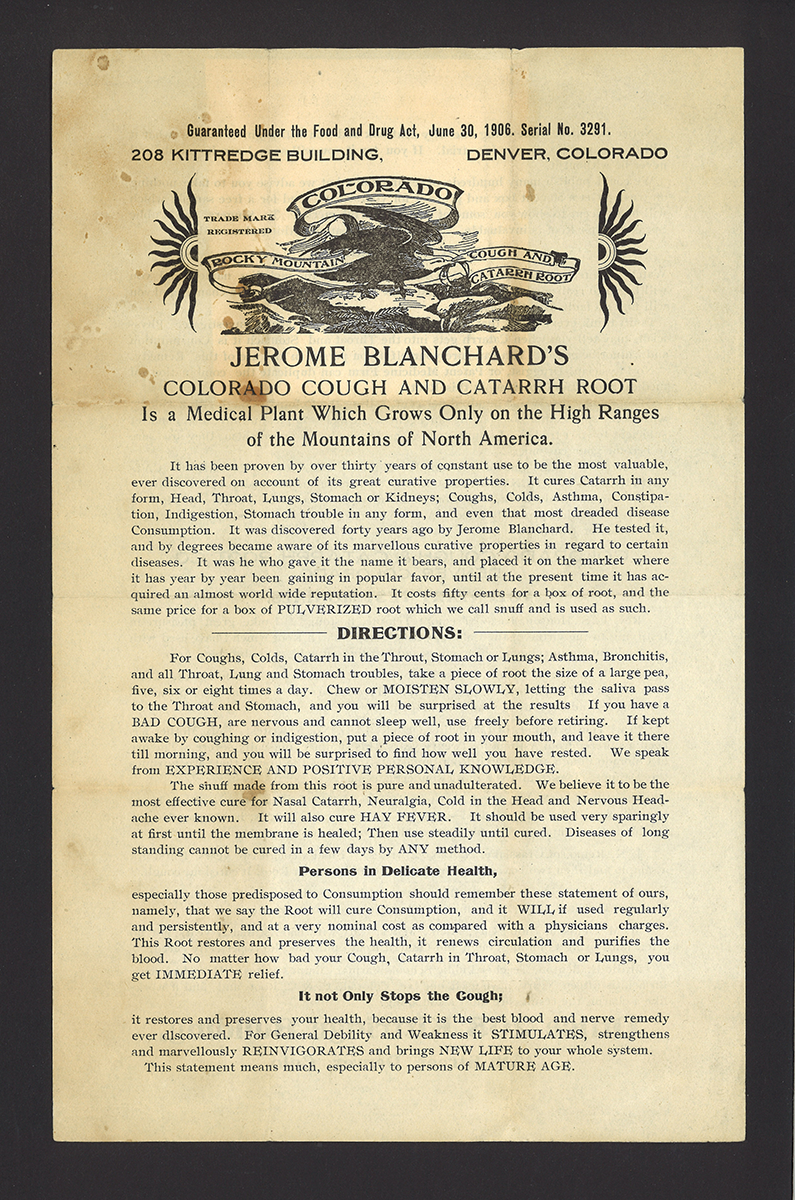 Guaranteed Under the Food and Drug Act, June 30, 1906. Serial No. 3291.
208 KITTREDGE BUILDING, DENVER, COLORADO
COLORADO
TRADE MARK
REGISTERED
ROCKY MOUNTAIN
COUGH AND
CATARRH ROOT
JEROME BLANCHARD'S
COLORADO COUGH AND CATARRH ROOT
Is a Medical Plant Which Grows Only on the High Ranges
of the Mountains of North America.
It has been proven by over thirty years of constant use to be the most valuable,
ever discovered on account of its great curative properties. It cures Catarrh in any
form, Head, Throat, Lungs, Stomach or Kidneys; Coughs, Colds, Asthma, Constipa-
tion, Indigestion, Stomach trouble in any form, and even that most dreaded disease
Consumption. It was discovered forty years ago by Jerome Blanchard. He tested it,
and by degrees became aware of its marvellous curative properties in regard to certain
diseases. It was he who gave it the name it bears, and placed it on the market where
it has year by year been gaining in popular favor, until at the present time it has ac-
quired an almost world wide reputation. It costs fifty cents for a box of root, and the
same price for a box of PULVERIZED root which we call snuff and is used as such.
DIRECTIONS:
For Coughs, Colds, Catarrh in the Throut, Stomach or Lungs; Asthma, Bronchitis,
and all Throat, Lung and Stomach troubles, take a piece of root the size of a large pea,
five, six or eight times a day. Chew or MOISTEN SLOWLY, letting the saliva pass
to the Throat and Stomach, and you will be surprised at the results If you have a
BAD COUGH, are nervous and cannot sleep well, use freely before retiring. If kept
awake by coughing or indigestion, put a piece of root in your mouth, and leave it there
till morning, and you will be surprised to find how well you have rested. We speak
from EXPERIENCE AND POSITIVE PERSONAL KNOWLEDGE.
The snuff made from this root is pure and unadulterated. We believe it to be the
most effective cure for Nasal Catarrh, Neuralgia, Cold in the Head and Nervous Head-
ache ever known. It will also cure HAY FEVER. It should be used very sparingly
at first until the membrane is healed; Then use steadily until cured. Diseases of long
standing cannot be cured in a few days by ANY method.
Persons in Delicate Health,
especially those predisposed to Consumption should remember these statement of ours,
namely, that we say the Root will cure Consumption, and it WILL if used regularly
and persistently, and at a very nominal cost as compared with a physicians charges.
This Root restores and preserves the health, it renews circulation and purifies the
blood. No matter how bad your Cough, Catarrh in Throat, Stomach or Lungs, you
get IMMEDIATE relief.
It not Only Stops the Cough;
it restores and preserves your health, because it is the best blood and nerve remedy
ever dlscovered. For General Debility and Weakness it STIMULATES, strengthens
and marvellously REINVIGORATES and brings NEW LIFE to your whole system.
This statement means much, especially to persons of MATURE AGE.